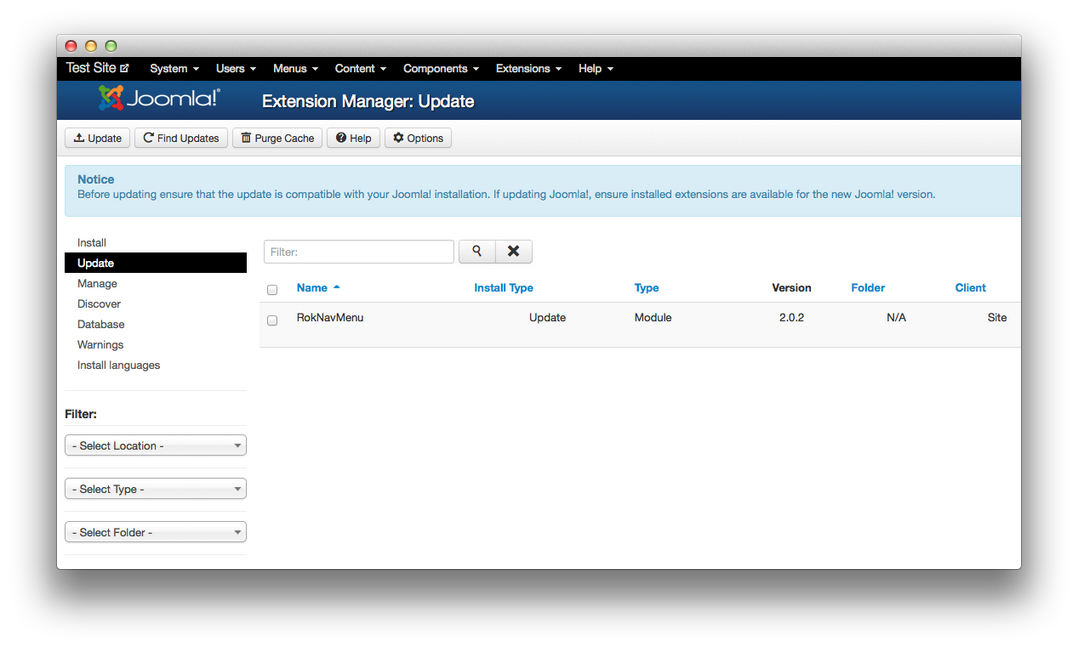 Test Site System Users Menus Content Components Extensions Help
Joomla!® Extension Manager: Update
Update Find Updates Purge Cache Help Options
Notice
Before updating ensure that the update is compatible with your Joomla! installation. If updating Joomla!, ensure installed extensions are available for the new Joomla! version.
Install
Update
Manage
Discover
Database
Warnings
Install languages
Filter:
- Select Location -
- Select Type -
- Select Folder -
Filter:
Name Install Type Type Version Folder Client
RokNavMenu Update Module 2.0.2 N/A Site